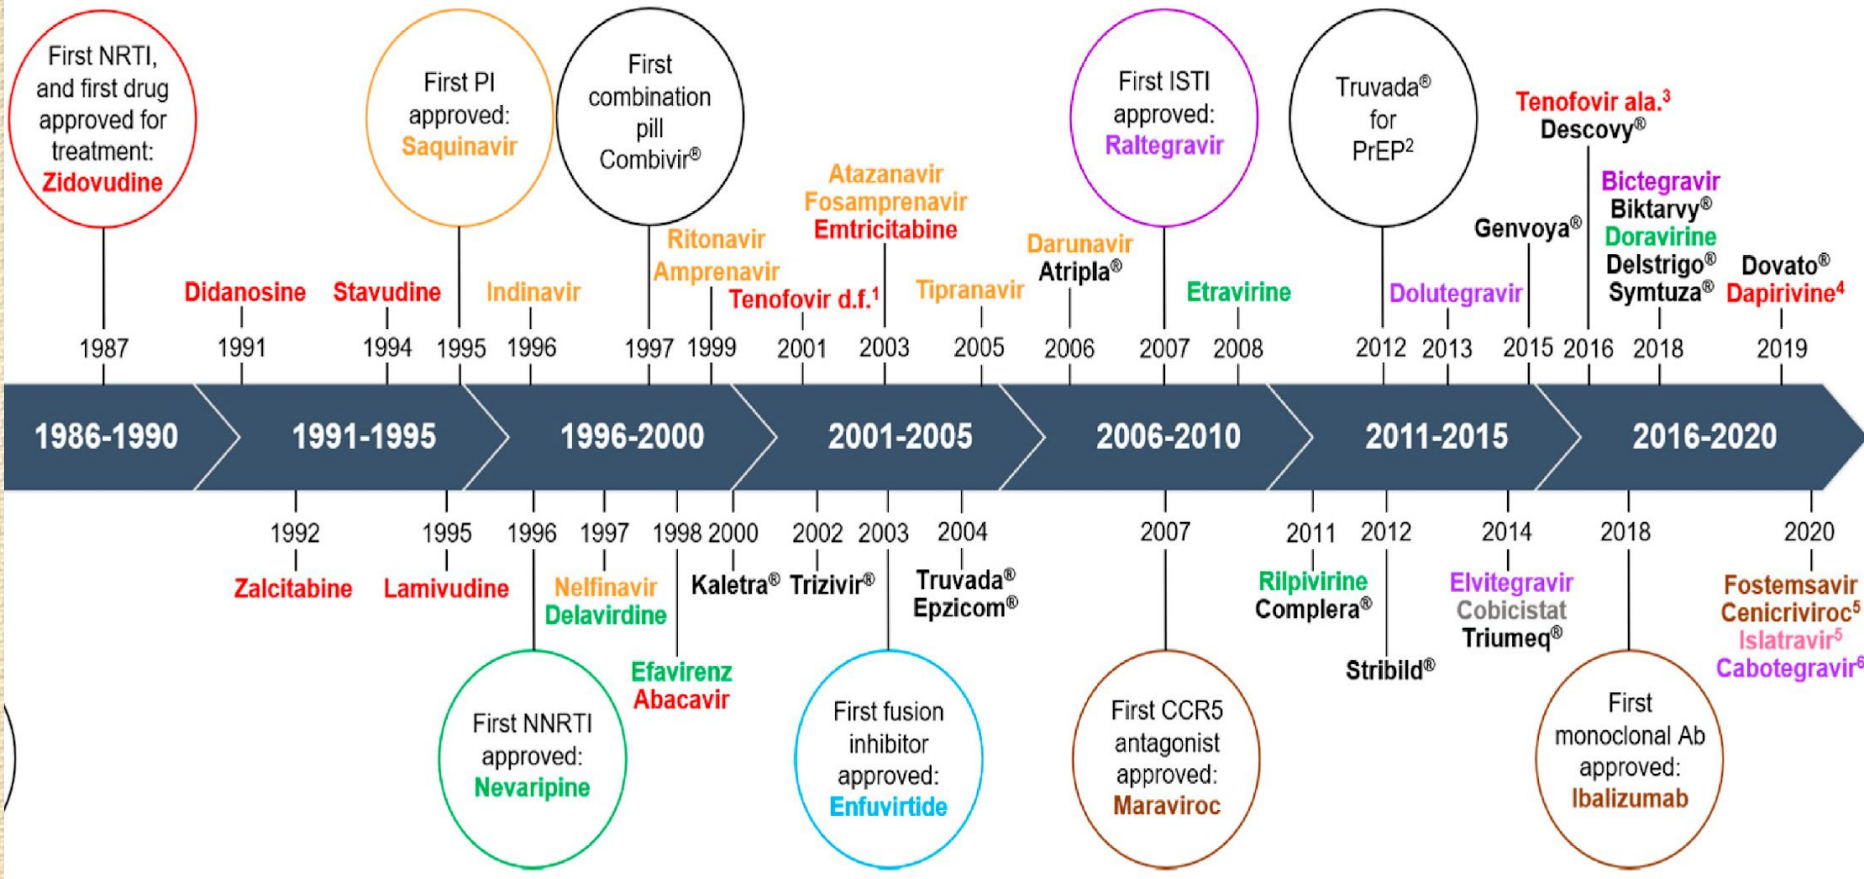 First NRTI,
and first drug
approved for
treatment:
Zidovudine
First PI
approved:
Saquinavir
First
combination
pill
Combivir®
First ISTI
approved:
Raltegravir
Truvada®
for
PrEP²
Tenofovir ala.³
Descovy®
Atazanavir
Fosamprenavir
Emtricitabine
Bictegravir
Biktarvy®
Doravirine
Delstrigo®
Symtuza®
Genvoya®
Ritonavir
Amprenavir
Darunavir
Atripla®
Dovato®
Dapirivine⁴
Didanosine
Stavudine
Indinavir
Tenofovir d.f.¹
Tipranavir
Etravirine
Dolutegravir
1987 1991 1994 1995 1996 1997 1999 2001 2003 2005 2006 2007 2008 2012 2013 2015 2016 2018 2019
1986-1990 1991-1995 1996-2000 2001-2005 2006-2010 2011-2015 2016-2020
1992 1995 1996 1997 1998 2000 2002 2003 2004 2007 2011 2012 2014 2018 2020
Zalcitabine
Lamivudine
Nelfinavir
Delavirdine
Kaletra®
Trizivir®
Truvada®
Epzicom®
Rilpivirine
Complera®
Elvitegravir
Cobicistat
Triumeq®
Fostemsavir
Cenicriviroc⁵
Islatravir⁵
Cabotegravir⁶
Efavirenz
Abacavir
Stribild®
First NNRTI
approved:
Nevaripine
First fusion
inhibitor
approved:
Enfuvirtide
First CCR5
antagonist
approved:
Maraviroc
First
monoclonal Ab
approved:
Ibalizumab